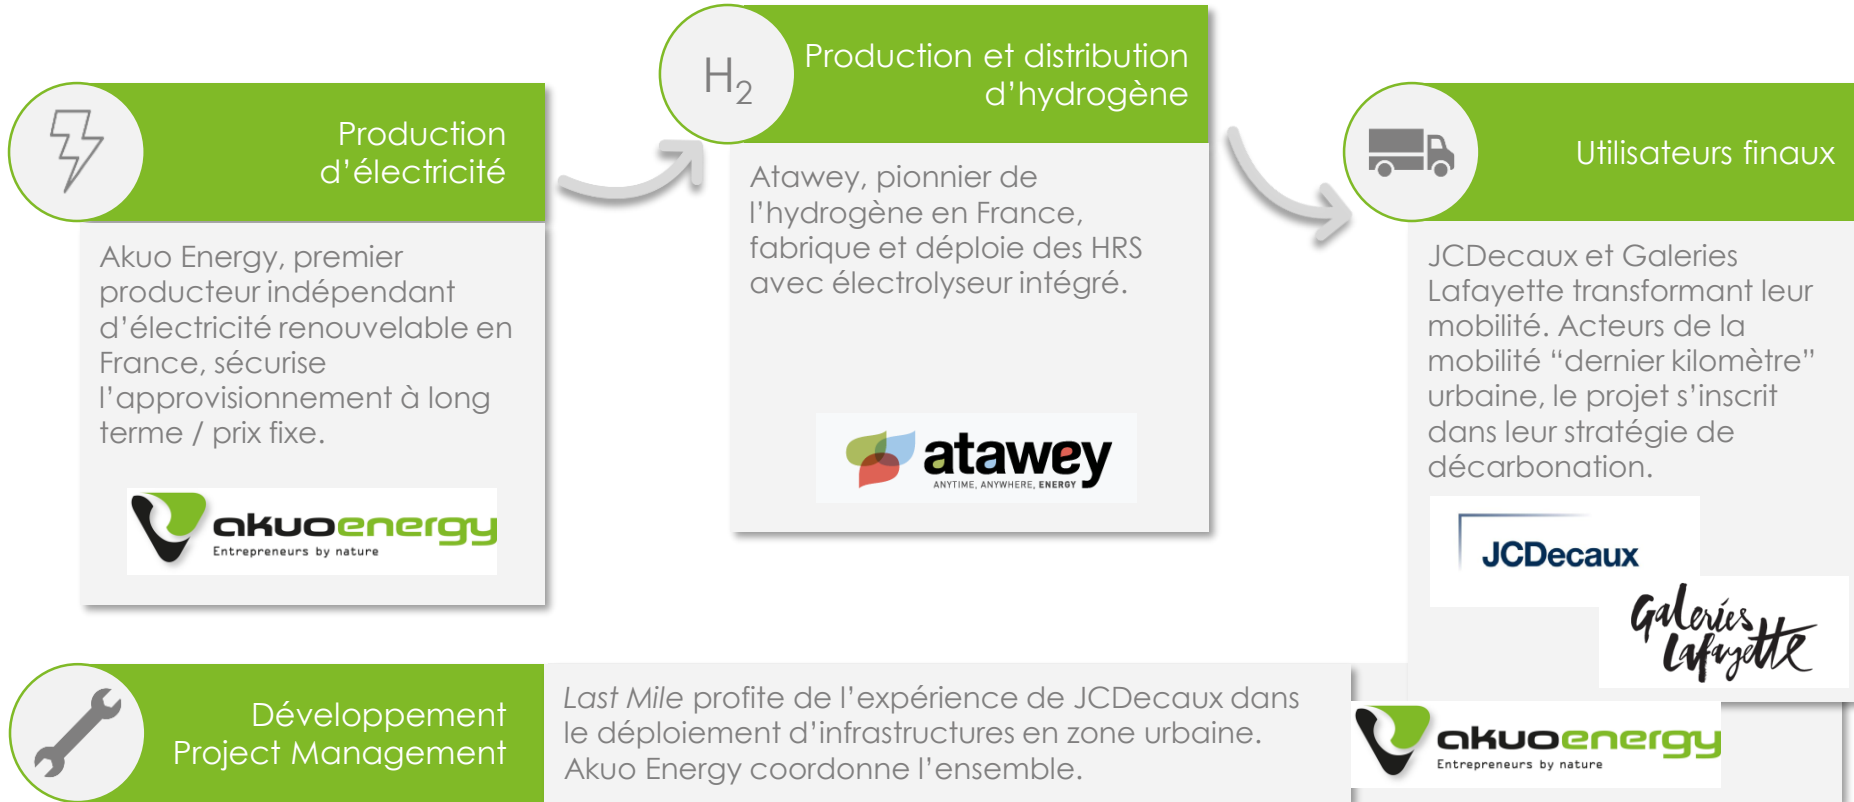 Production
d’électricité
Akuo Energy, premier
producteur indépendant
d’électricité renouvelable en
France, sécurise
l’approvisionnement à long
terme / prix fixe.
akuoenergy
Entrepreneurs by nature
H₂
Production et distribution
d’hydrogène
Atawey, pionnier de
l’hydrogène en France,
fabrique et déploie des HRS
avec électrolyseur intégré.
atawey
ANYTIME, ANYWHERE, ENERGY
Utilisateurs finaux
JCDecaux et Galeries
Lafayette transformant leur
mobilité. Acteurs de la
mobilité “dernier kilomètre”
urbaine, le projet s’inscrit
dans leur stratégie de
décarbonation.
JCDecaux
Galeries
Lafayette
Développement
Project Management
Last Mile profite de l’expérience de JCDecaux dans
le déploiement d’infrastructures en zone urbaine.
Akuo Energy coordonne l’ensemble.
akuoenergy
Entrepreneurs by nature